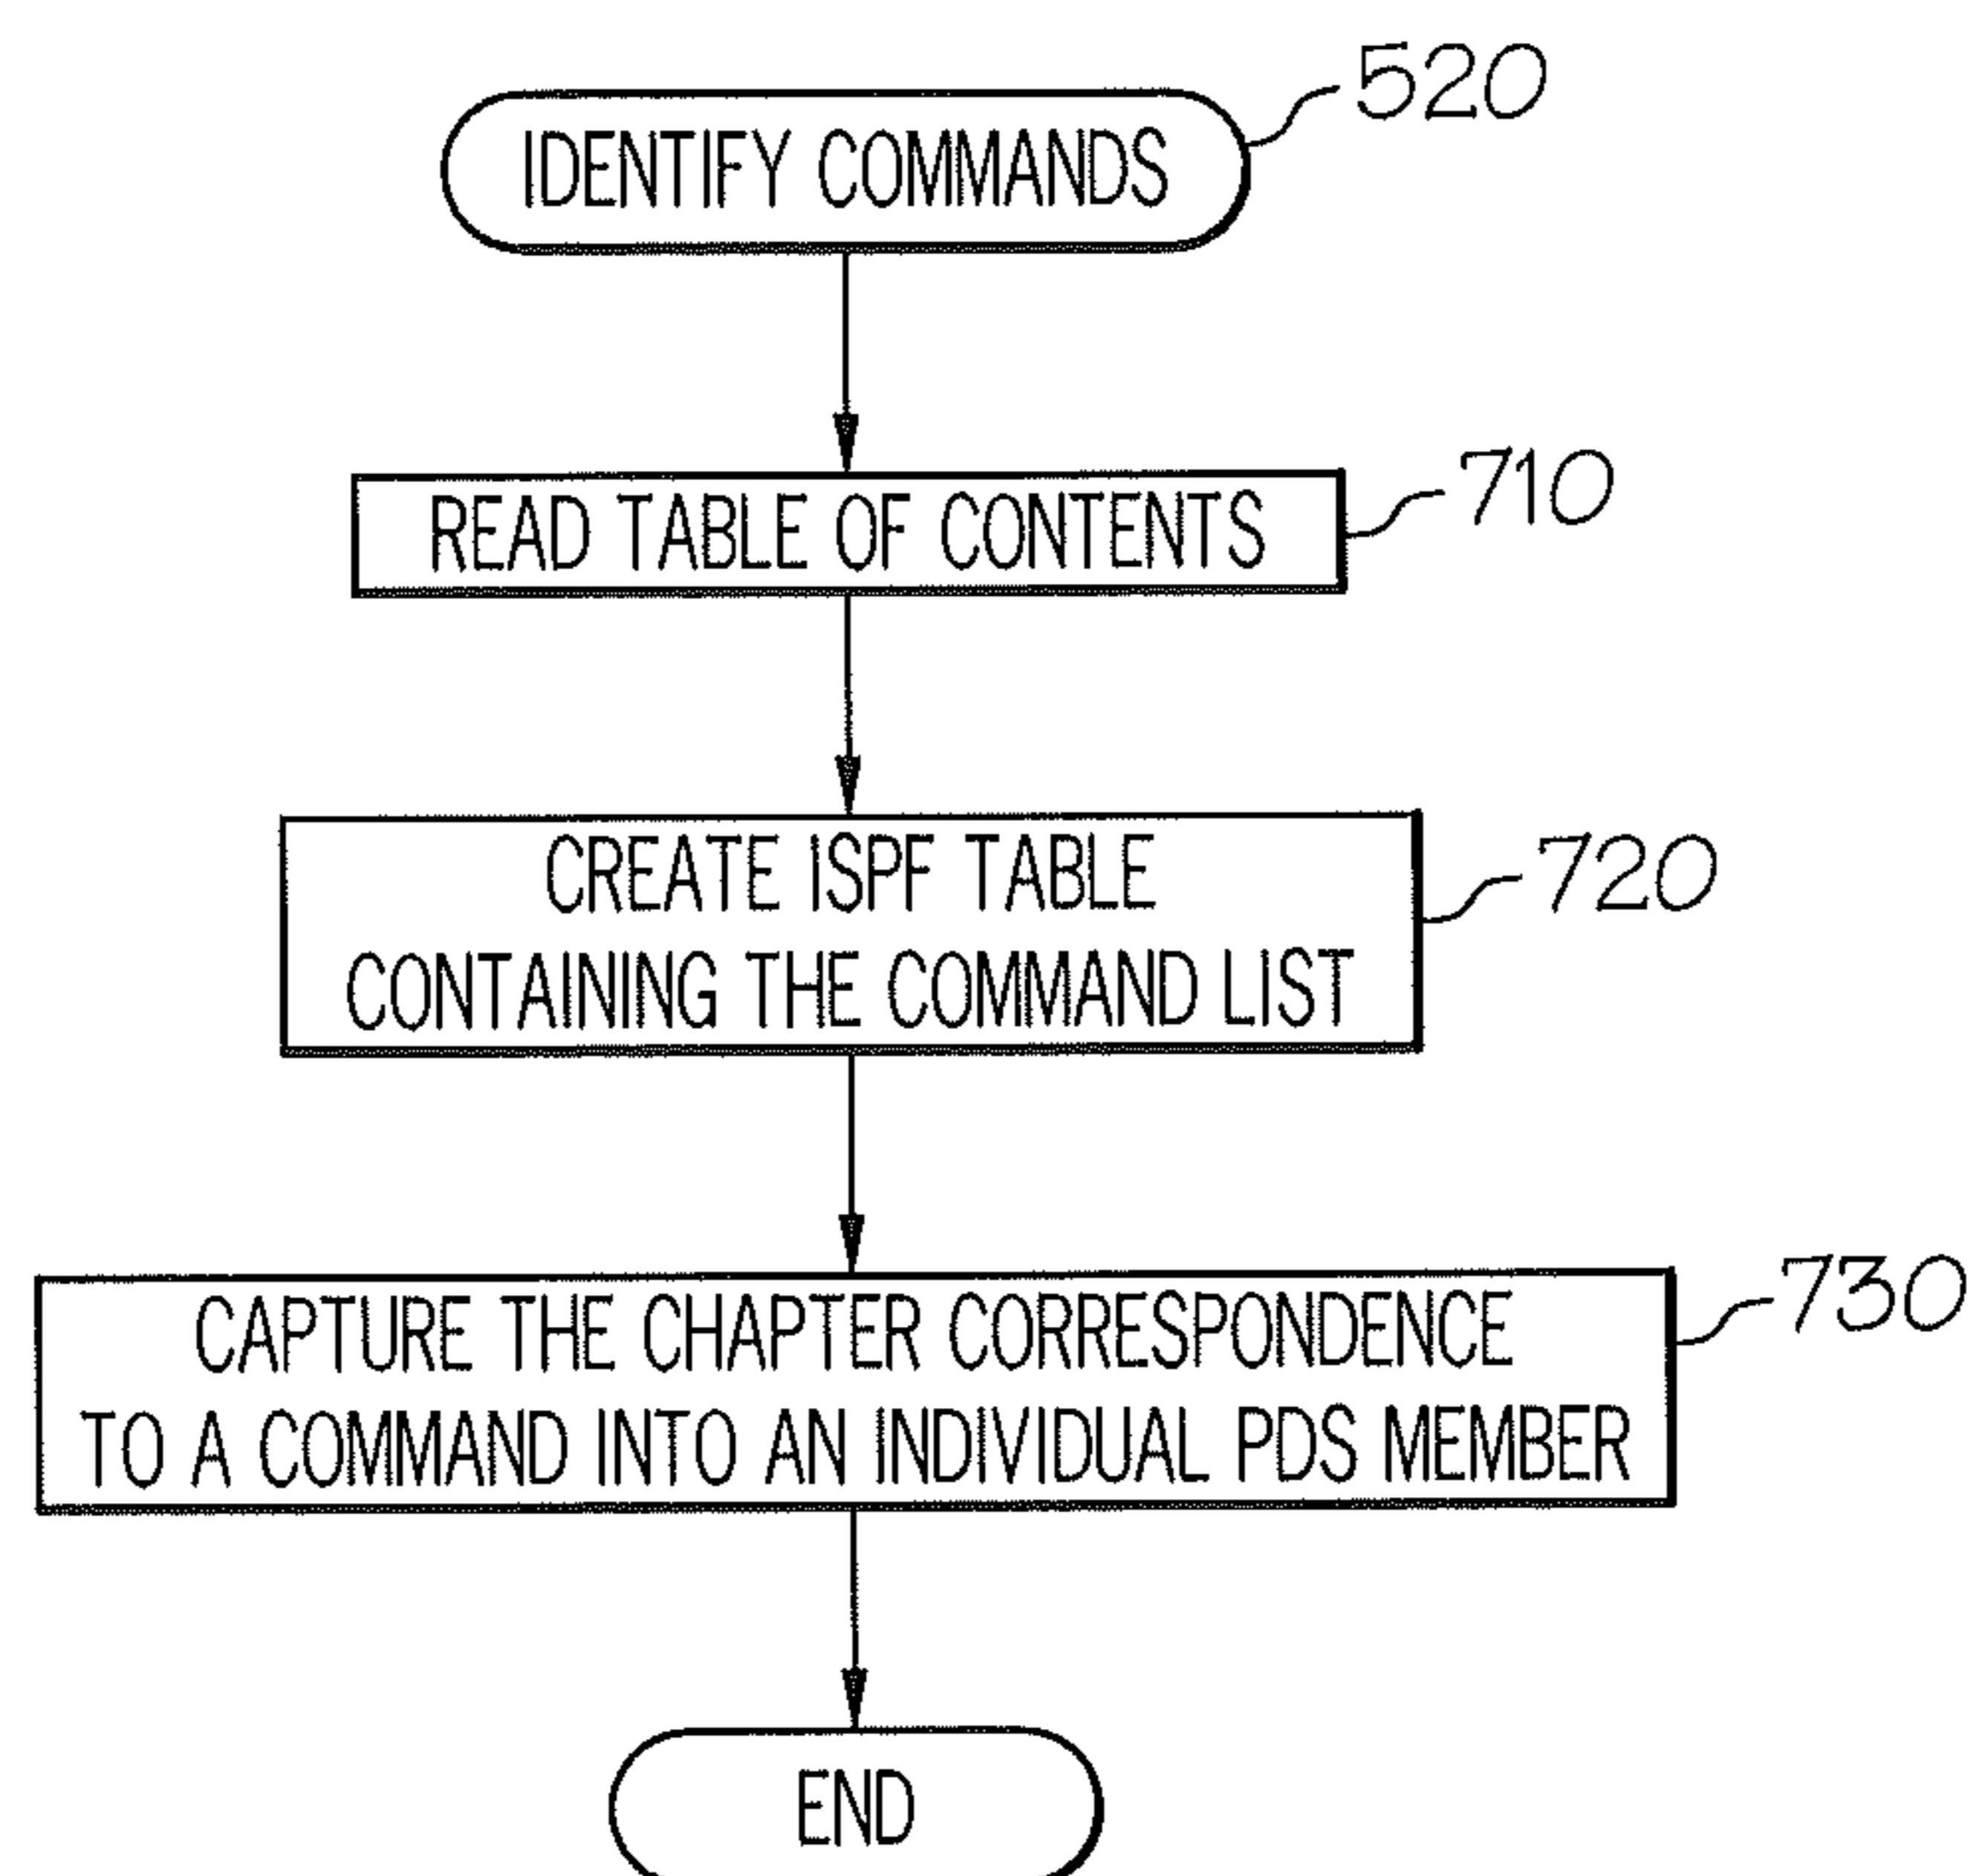 520
IDENTIFY COMMANDS
710
READ TABLE OF CONTENTS
720
CREATE ISPF TABLE
CONTAINING THE COMMAND LIST
730
CAPTURE THE CHAPTER CORRESPONDENCE
TO A COMMAND INTO AN INDIVIDUAL PDS MEMBER
END